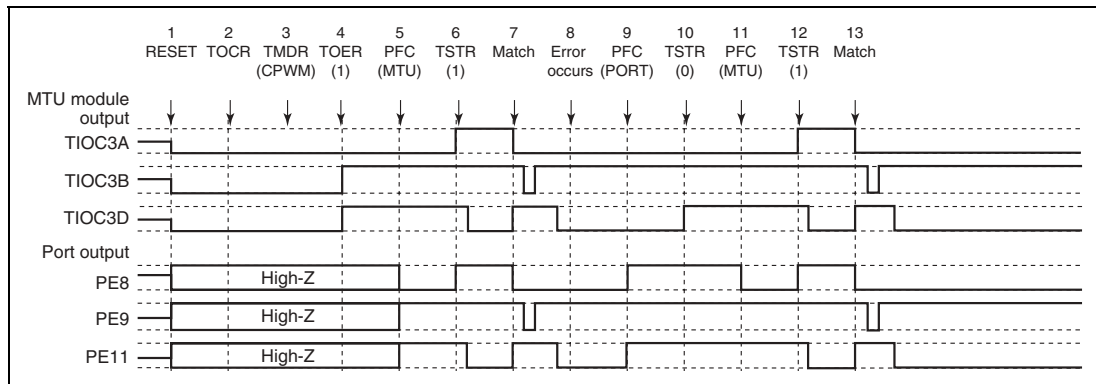 1 2 3 4 5 6 7 8 9 10 11 12 13
RESET TOCR TMDR TOER PFC TSTR Match Error PFC TSTR PFC TSTR Match
(CPWM) (1) (MTU) (1) occurs (PORT) (0) (MTU) (1)
MTU module
output
TIOC3A
TIOC3B
TIOC3D
Port output
PE8 High-Z
PE9 High-Z
PE11 High-Z